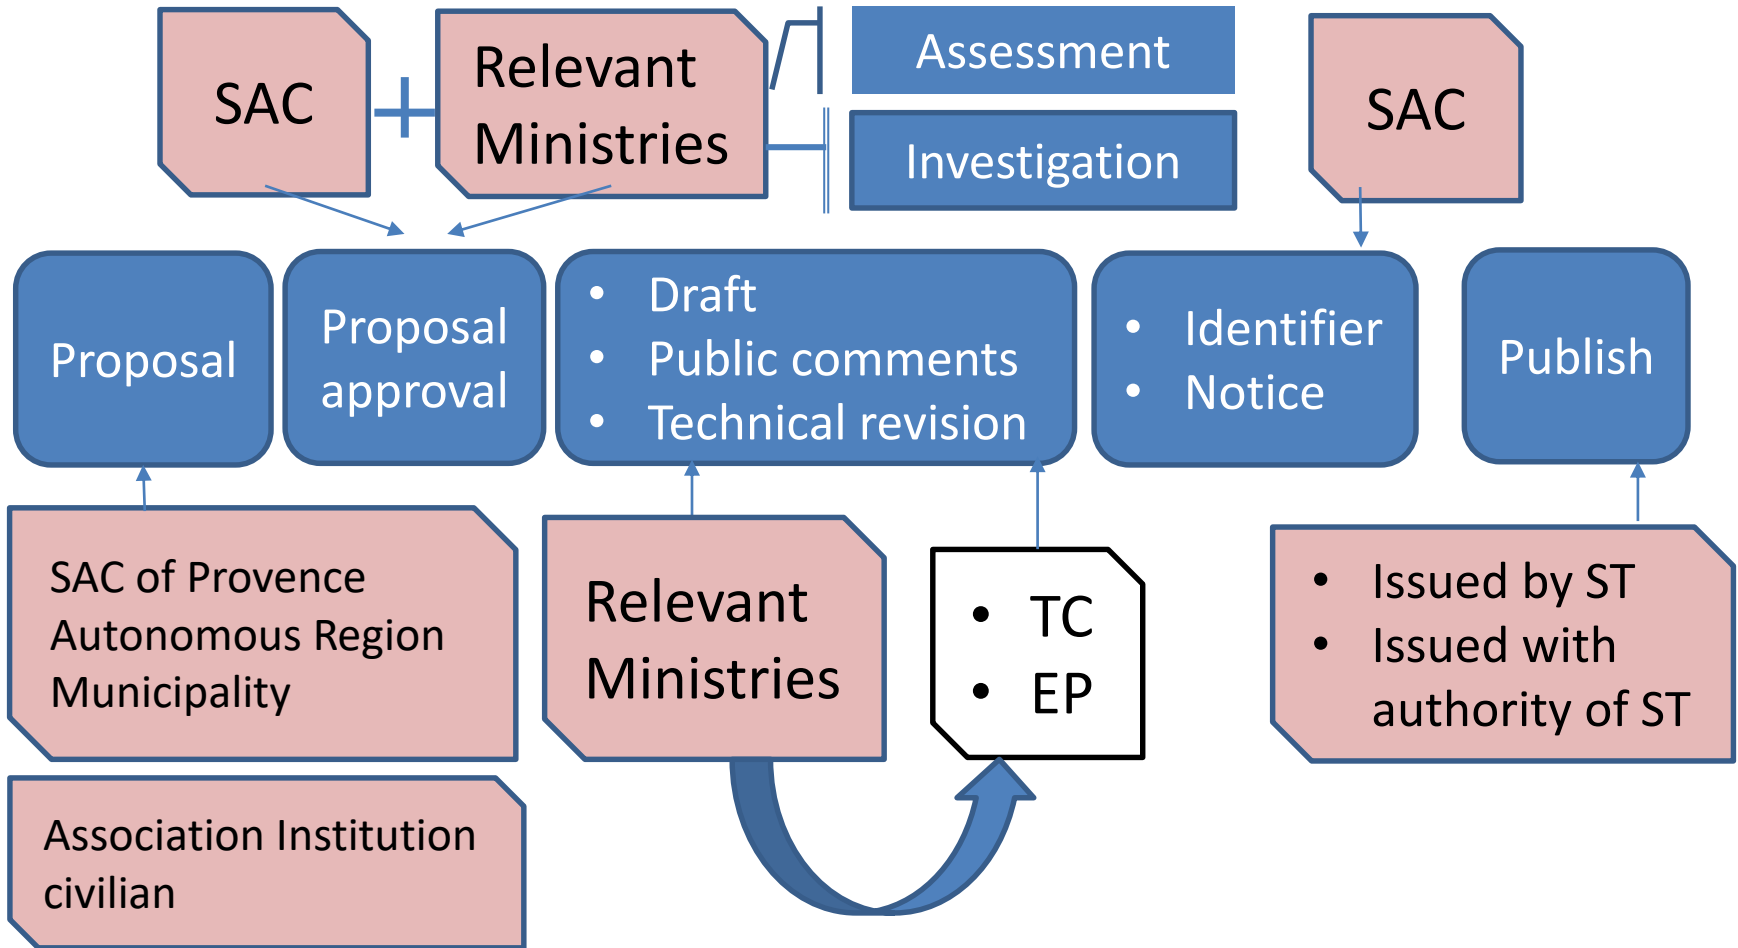 SAC
Relevant
Ministries
Assessment
Investigation
SAC
Proposal
Proposal
approval
• Draft
• Public comments
• Technical revision
• Identifier
• Notice
Publish
SAC of Provence
Autonomous Region
Municipality
Relevant
Ministries
• TC
• EP
• Issued by ST
• Issued with
authority of ST
Association Institution
civilian